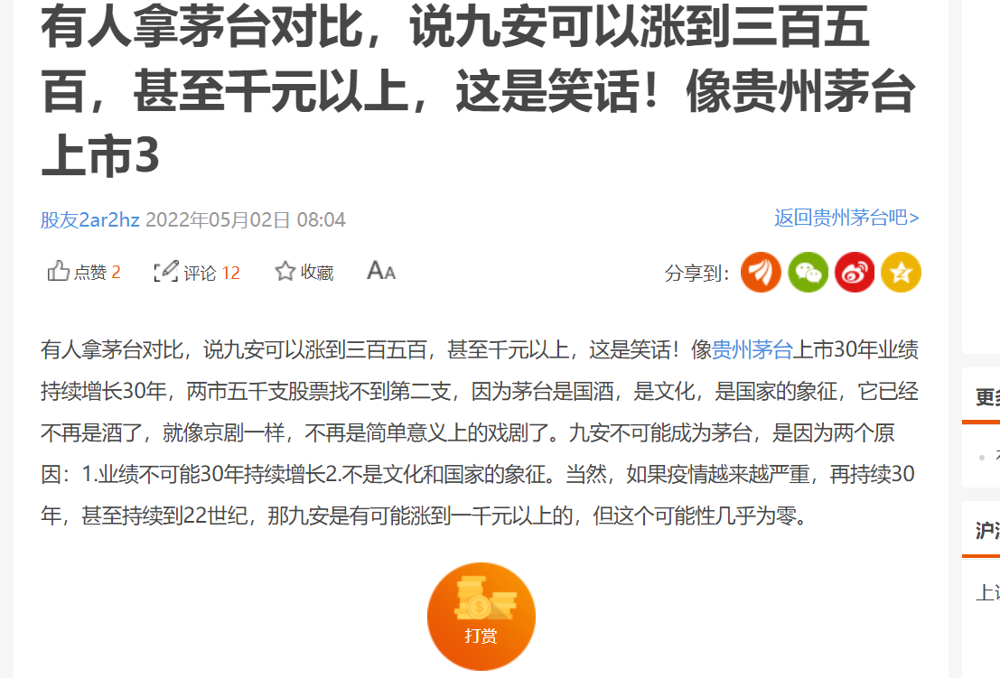 有人拿茅台对比，说九安可以涨到三百五
百，甚至千元以上，这是笑话！像贵州茅台
上市3
股友2ar2hz 2022年05月02日 08:04
返回贵州茅台吧>
点赞 2 评论 12 收藏 AA 分享到：
有人拿茅台对比，说九安可以涨到三百五百，甚至千元以上，这是笑话！像贵州茅台上市30年业绩
持续增长30年，两市五千支股票找不到第二支，因为茅台是国酒，是文化，是国家的象征，它已经
不再是酒了，就像京剧一样，不再是简单意义上的戏剧了。九安不可能成为茅台，是因为两个原
因：1.业绩不可能30年持续增长2.不是文化和国家的象征。当然，如果疫情越来越严重，再持续30
年，甚至持续到22世纪，那九安是有可能涨到一千元以上的，但这个可能性几乎为零。
打赏
更
沪
上